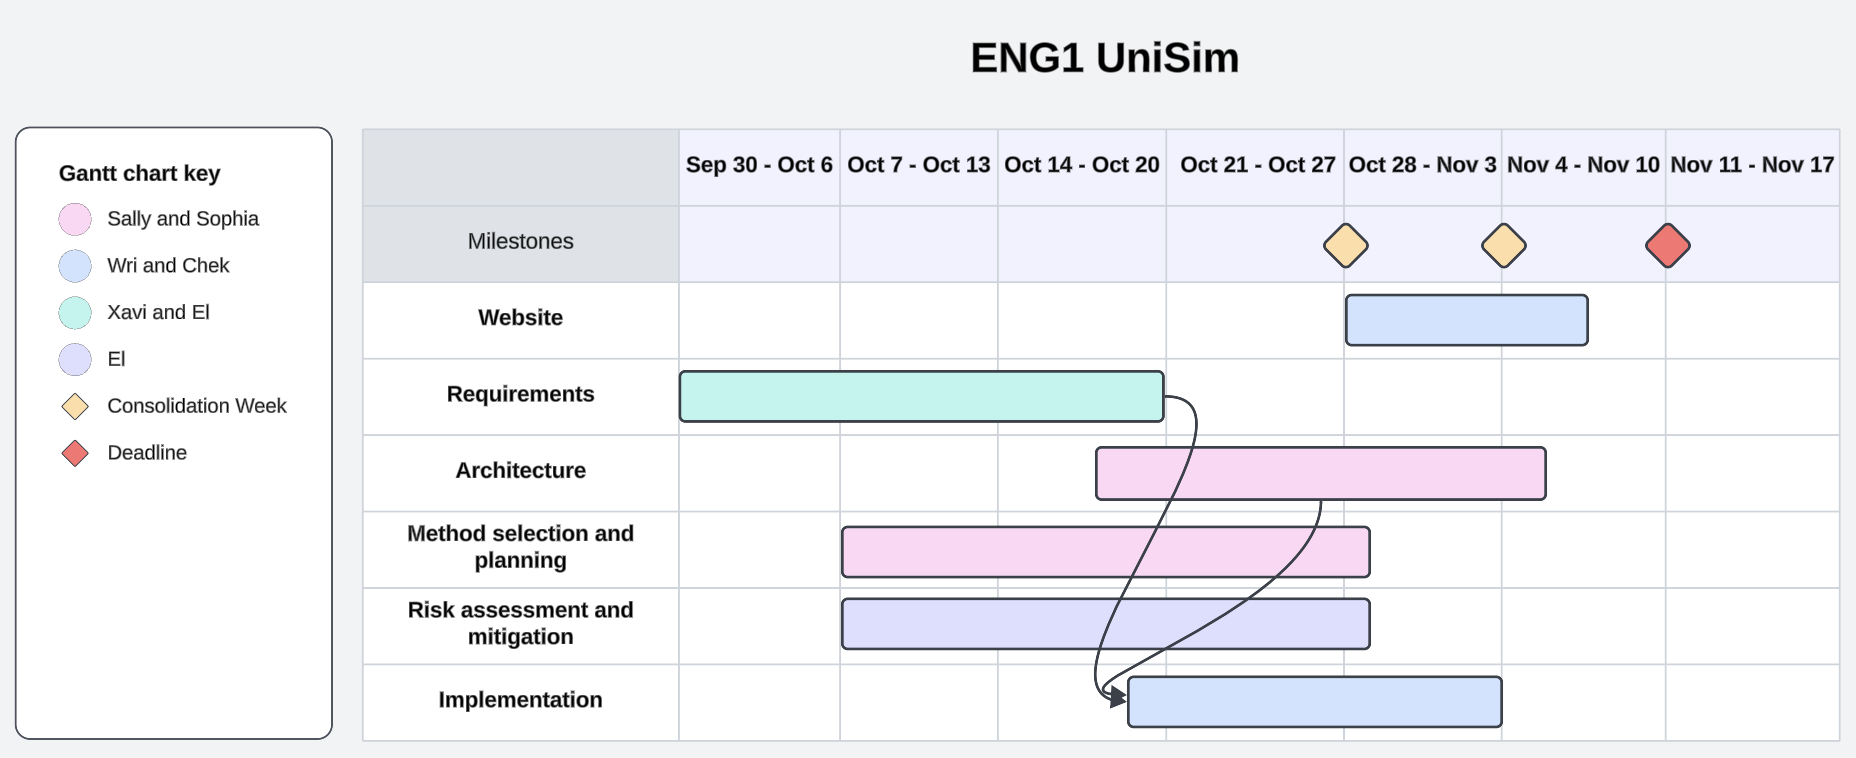 ENG1 UniSim
Gantt chart key
Sally and Sophia
Wri and Chek
Xavi and El
El
Consolidation Week
Deadline
Sep 30 - Oct 6
Oct 7 - Oct 13
Oct 14 - Oct 20
Oct 21 - Oct 27
Oct 28 - Nov 3
Nov 4 - Nov 10
Nov 11 - Nov 17
Milestones
Website
Requirements
Architecture
Method selection and
planning
Risk assessment and
mitigation
Implementation